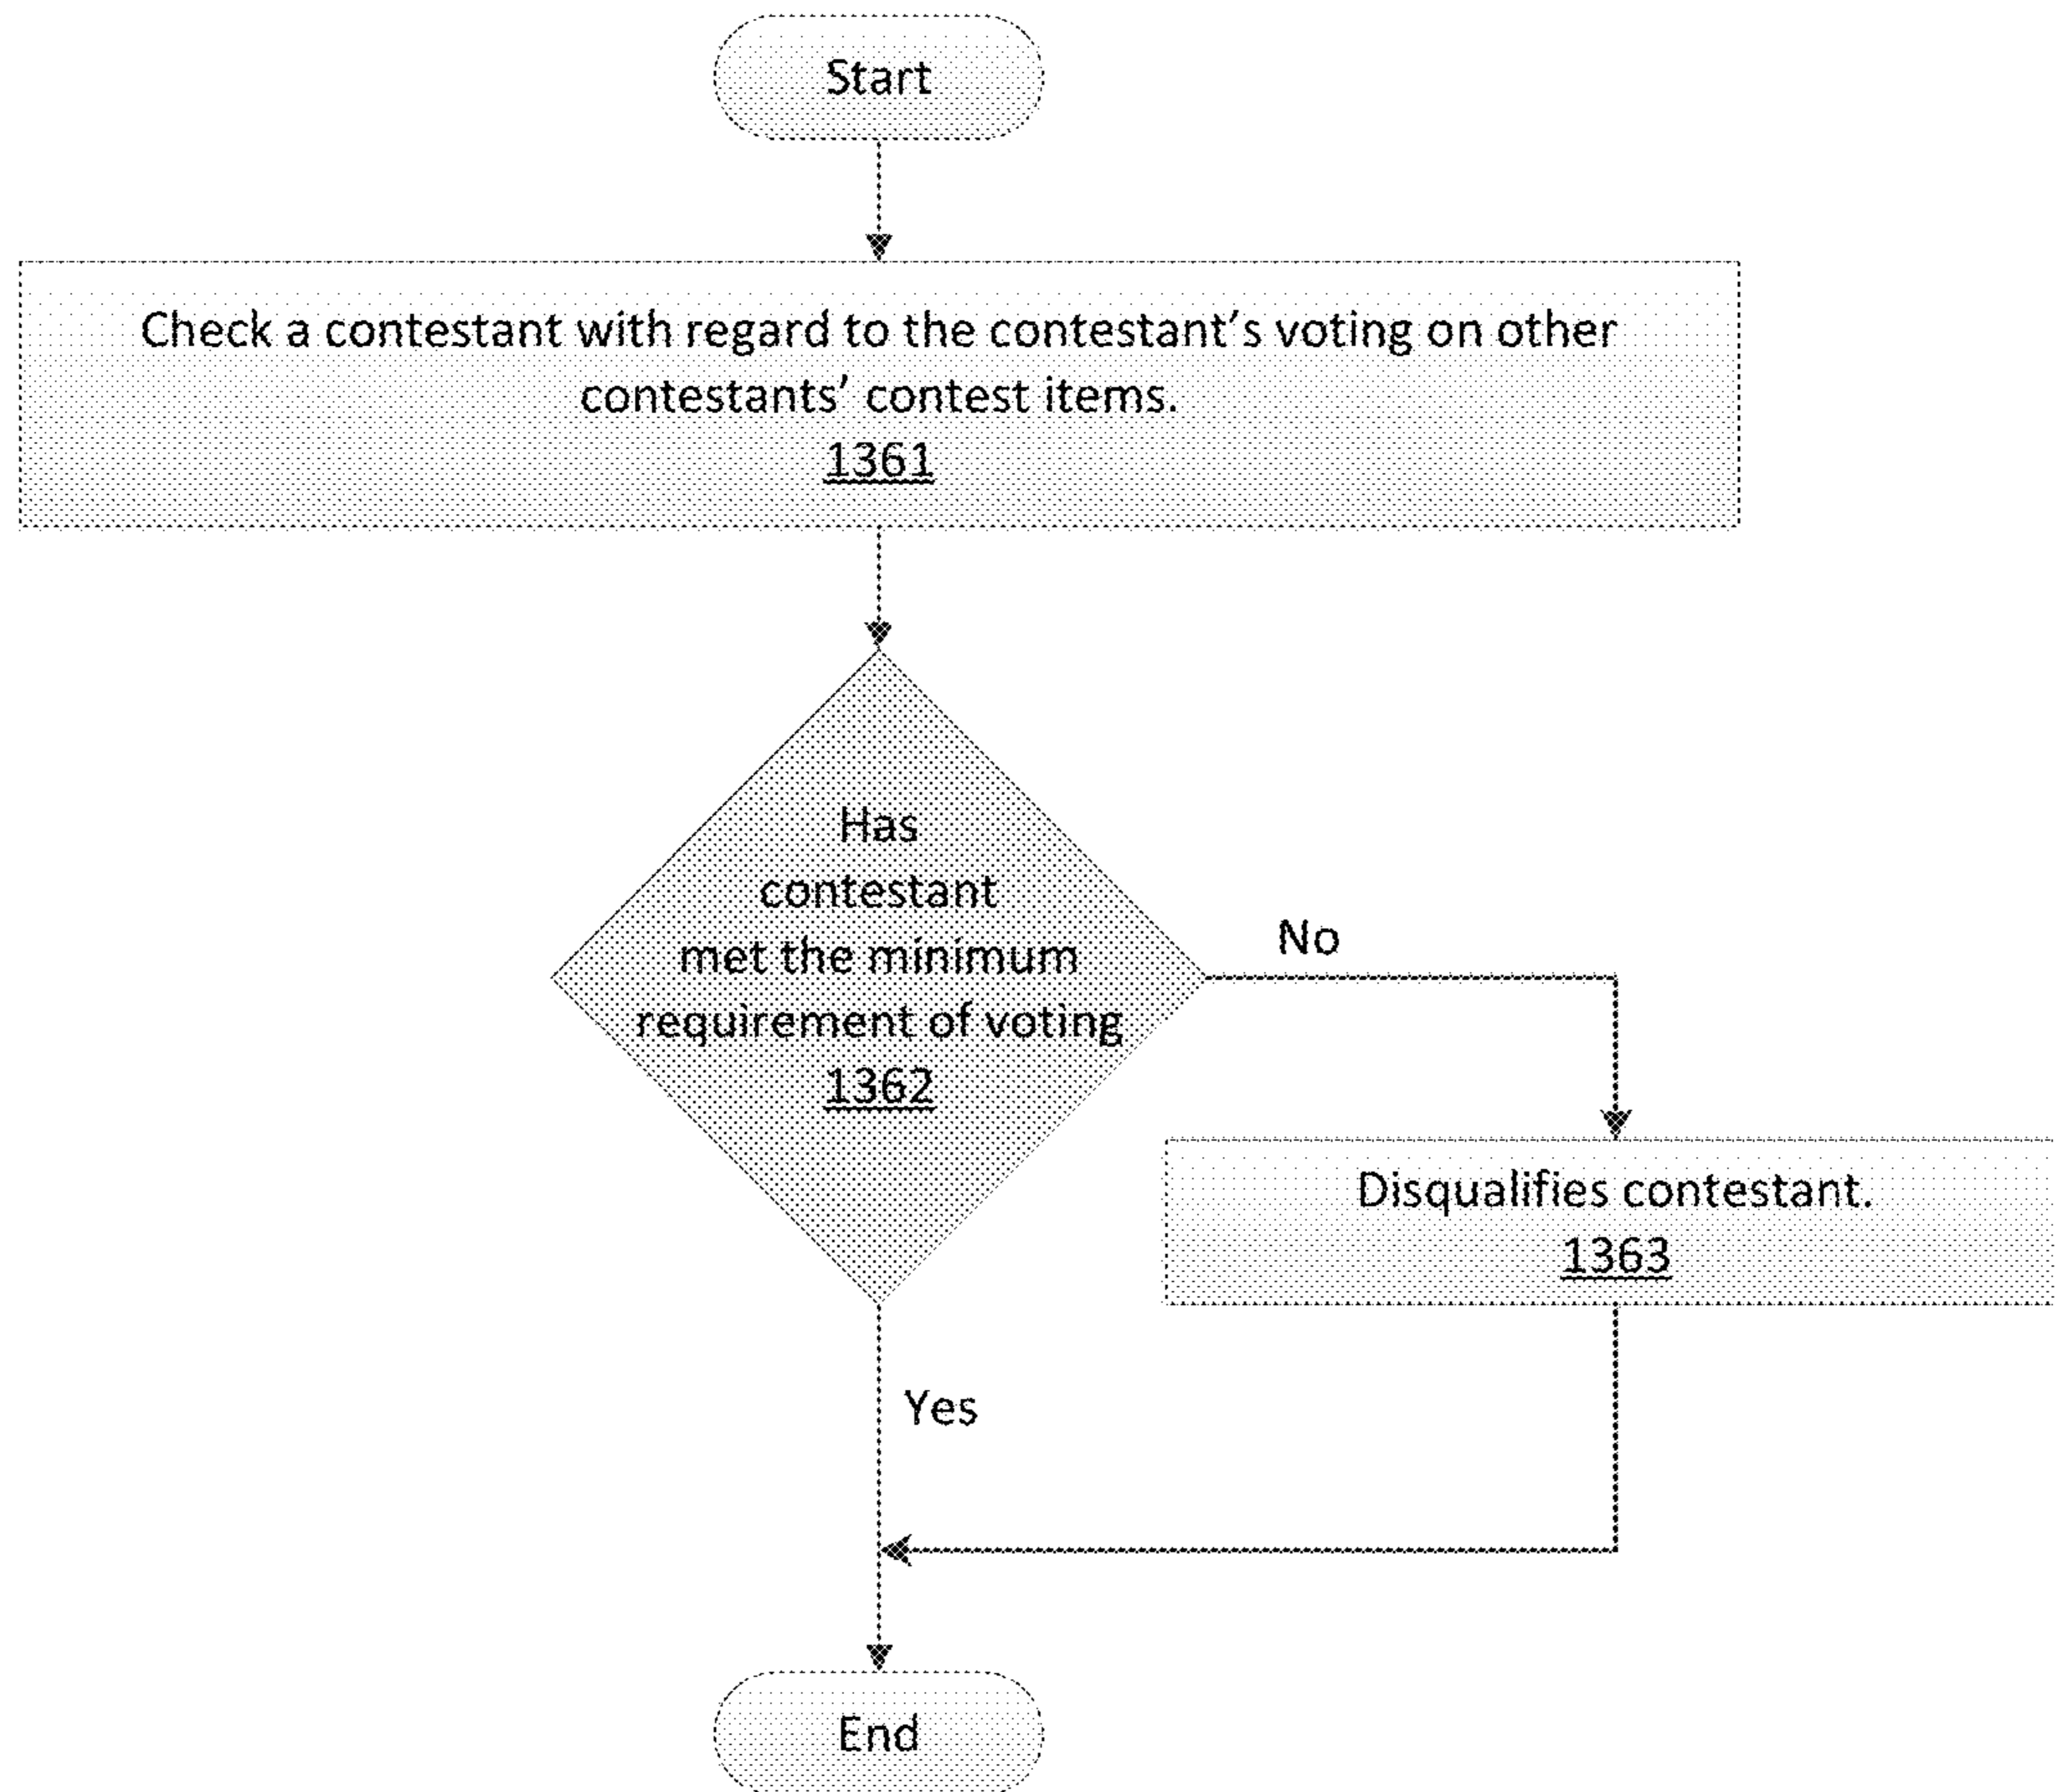 Start
Check a contestant with regard to the contestant's voting on other
contestants' contest items.
1361
Has
contestant
met the minimum
requirement of voting
1362
No
Disqualifies contestant.
1363
Yes
End